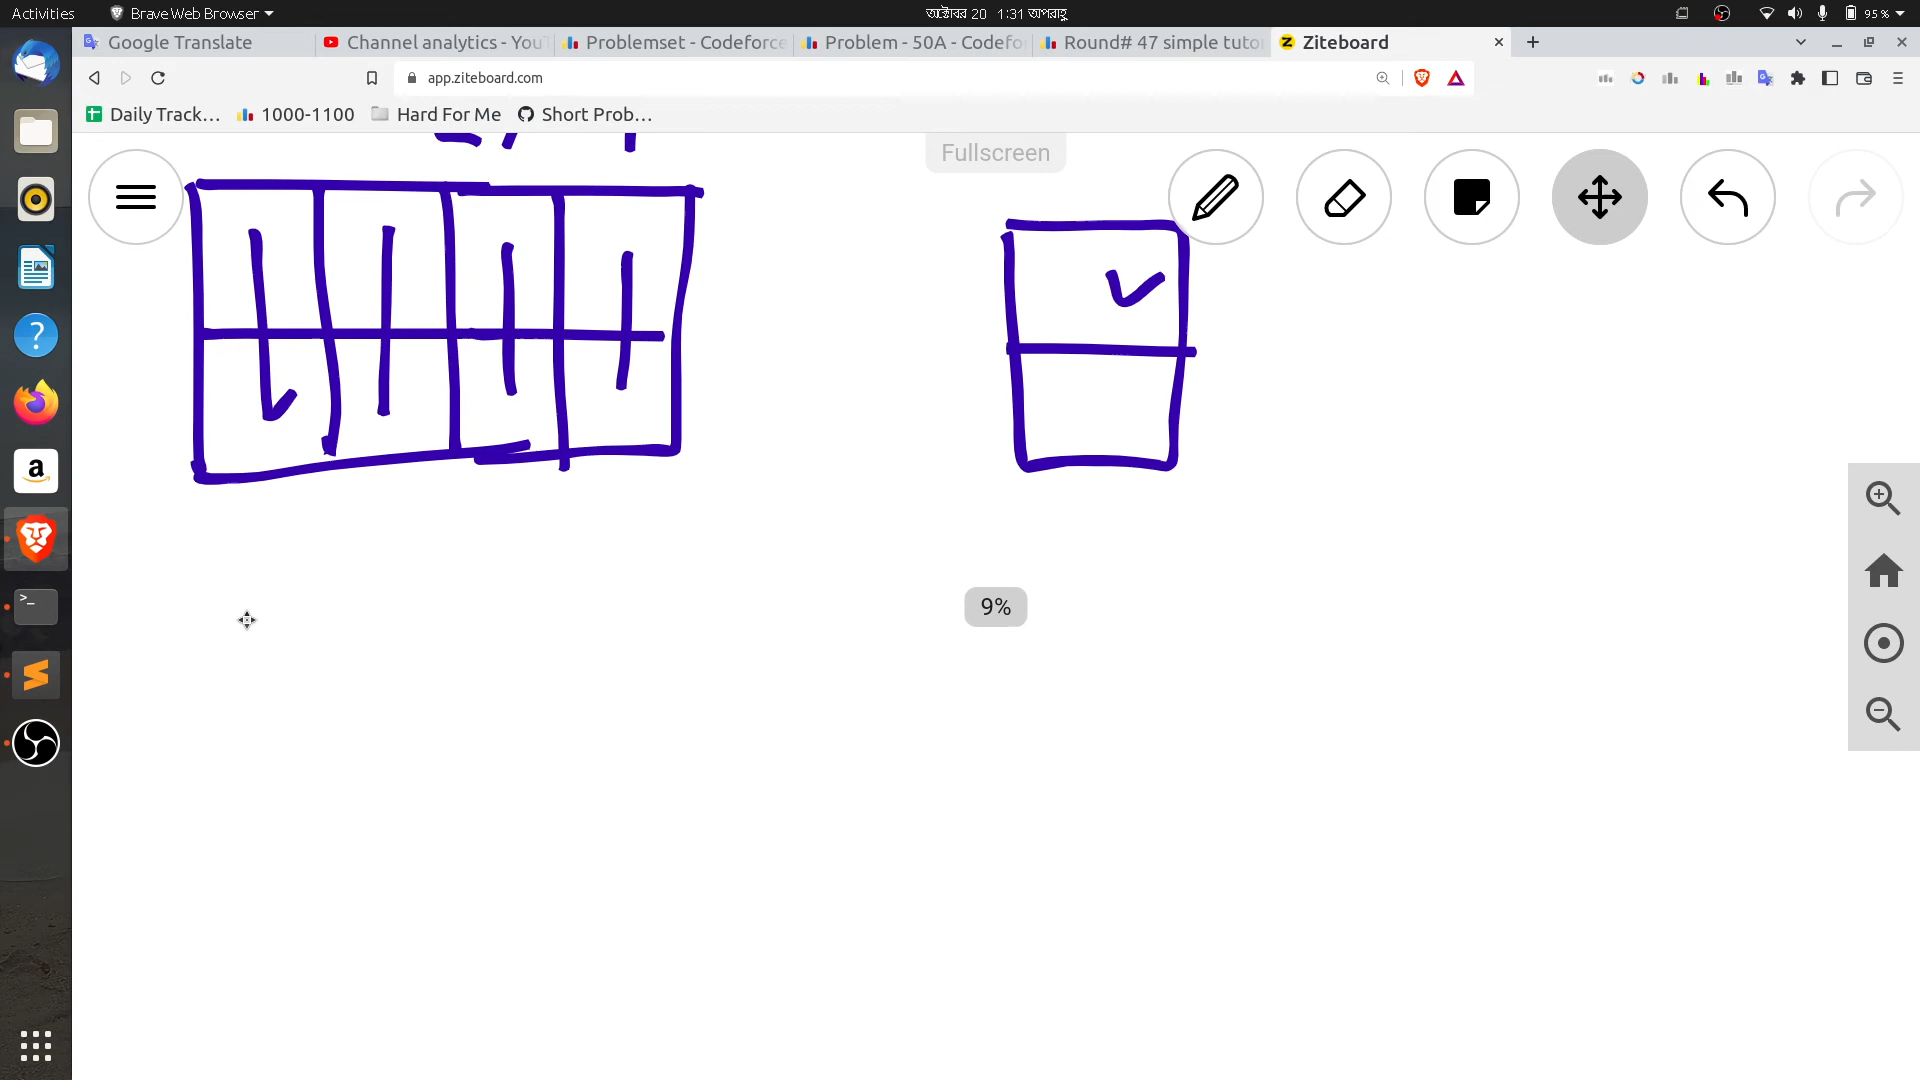 Activities Brave Web Browser অক্টোবর 20 1:31 অপরাহ্ণ 95 %
Google Translate Channel analytics - YouT Problemset - Codeforce Problem - 50A - Codefo Round# 47 simple tuto Ziteboard
app.ziteboard.com
Daily Track... 1000-1100 Hard For Me Short Prob...
Fullscreen
9%